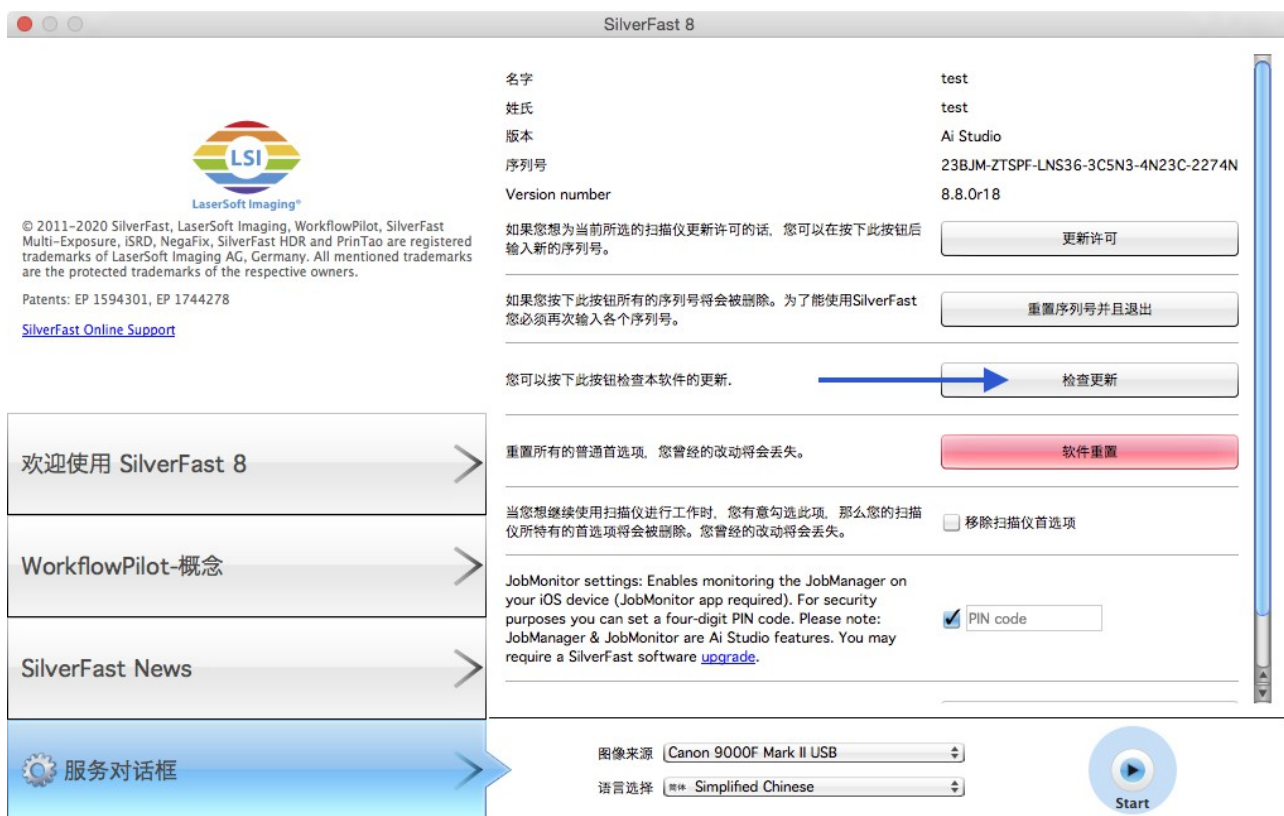 SilverFast 8
LSI
LaserSoft Imaging®
© 2011-2020 SilverFast, LaserSoft Imaging, WorkflowPilot, SilverFast
Multi-Exposure, iSRD, NegaFix, SilverFast HDR and PrinTao are registered
trademarks of LaserSoft Imaging AG, Germany. All mentioned trademarks
are the protected trademarks of the respective owners.
Patents: EP 1594301, EP 1744278
SilverFast Online Support
欢迎使用 SilverFast 8
WorkflowPilot-概念
SilverFast News
服务对话框
名字 test
姓氏 test
版本 Ai Studio
序列号 23BJM-ZTSPF-LNS36-3C5N3-4N23C-2274N
Version number 8.8.0r18
如果您想为当前所选的扫描仪更新许可的话, 您可以在按下此按钮后
输入新的序列号。
更新许可
如果您按下此按钮所有的序列号将会被删除。为了能使用SilverFast
您必须再次输入各个序列号。
重置序列号并且退出
您可以按下此按钮检查本软件的更新.
检查更新
重置所有的普通首选项, 您曾经的改动将会丢失。
软件重置
当您想继续使用扫描仪进行工作时, 您有意勾选此项, 那么您的扫描
仪所特有的首选项将会被删除。您曾经的改动将会丢失。
移除扫描仪首选项
JobMonitor settings: Enables monitoring the JobManager on
your iOS device (JobMonitor app required). For security
purposes you can set a four-digit PIN code. Please note:
JobManager & JobMonitor are Ai Studio features. You may
require a SilverFast software upgrade.
PIN code
图像来源 Canon 9000F Mark II USB
语言选择 简体 Simplified Chinese
Start